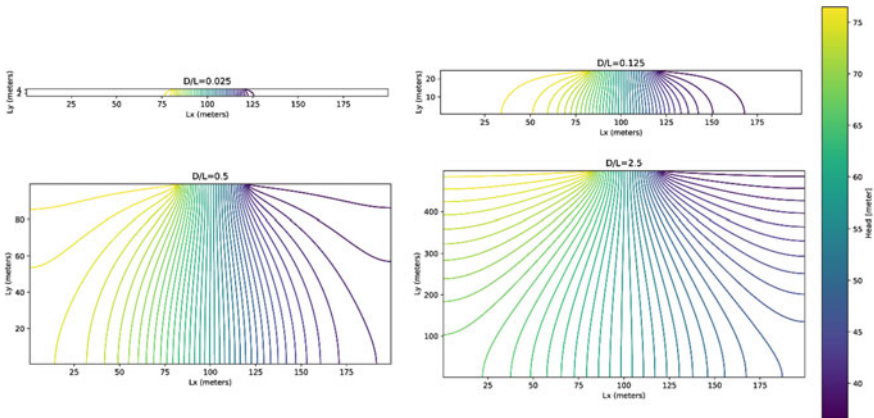 D/L=0.025
Ly (meters)
4
2
25 50 75 100 125 150 175
Lx (meters)
D/L=0.125
Ly (meters)
20
10
25 50 75 100 125 150 175
Lx (meters)
D/L=0.5
Ly (meters)
80
60
40
20
25 50 75 100 125 150 175
Lx (meters)
D/L=2.5
Ly (meters)
400
300
200
100
25 50 75 100 125 150 175
Lx (meters)
75
70
65
60
55
50
45
40
Head [meter]